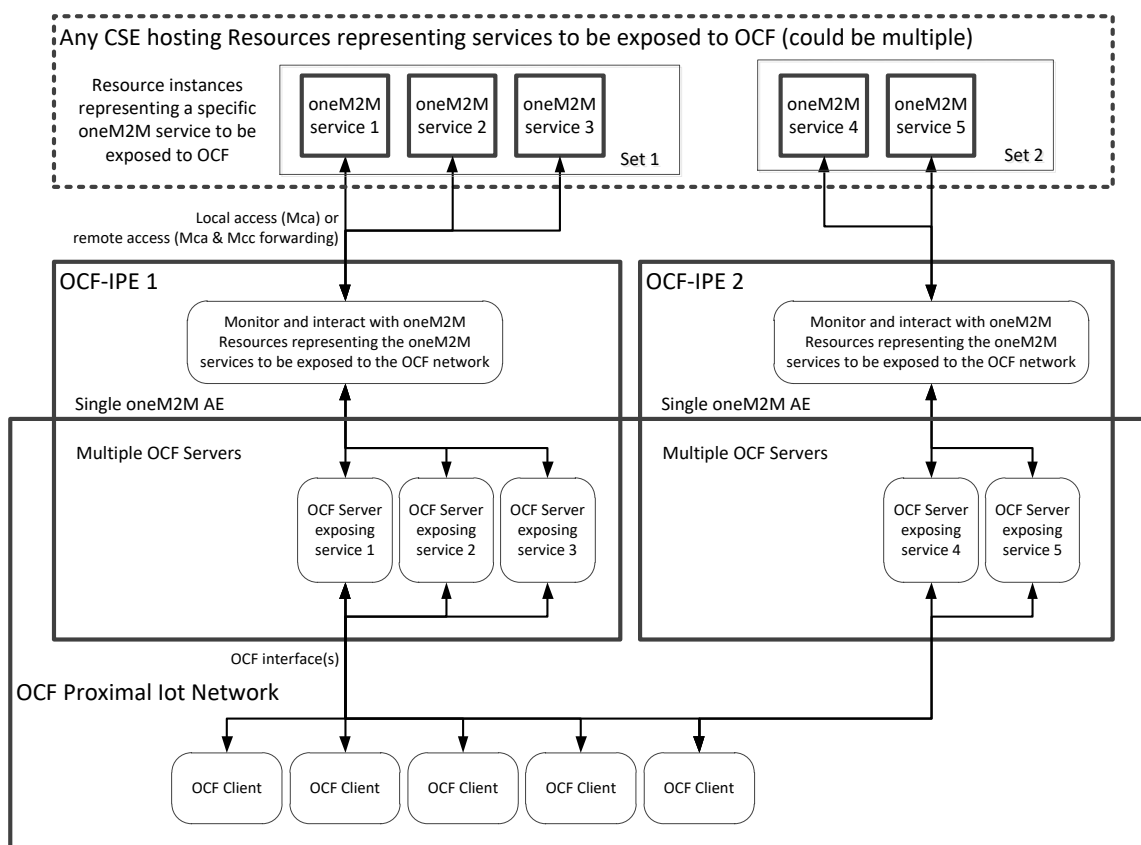 Any CSE hosting Resources representing services to be exposed to OCF (could be multiple)
Resource instances
representing a specific
oneM2M service to be
exposed to OCF
oneM2M
service 1
oneM2M
service 2
oneM2M
service 3
Set 1
oneM2M
service 4
oneM2M
service 5
Set 2
Local access (Mca) or
remote access (Mca & Mcc forwarding)
OCF-IPE 1
Monitor and interact with oneM2M
Resources representing the oneM2M
services to be exposed to the OCF network
Single oneM2M AE
Multiple OCF Servers
OCF Server
exposing
service 1
OCF Server
exposing
service 2
OCF Server
exposing
service 3
OCF-IPE 2
Monitor and interact with oneM2M
Resources representing the oneM2M
services to be exposed to the OCF network
Single oneM2M AE
Multiple OCF Servers
OCF Server
exposing
service 4
OCF Server
exposing
service 5
OCF interface(s)
OCF Proximal Iot Network
OCF Client
OCF Client
OCF Client
OCF Client
OCF Client